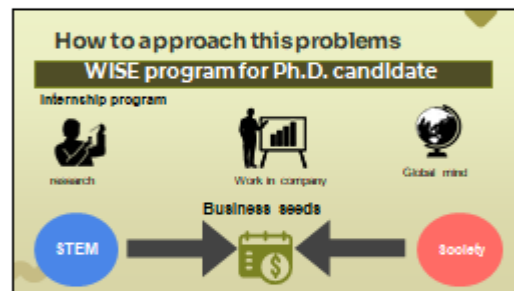 How to approach this problems
WISE program for Ph.D. candidate
Internship program
research
Work in company
Global mind
Business seeds
STEM
Society
$